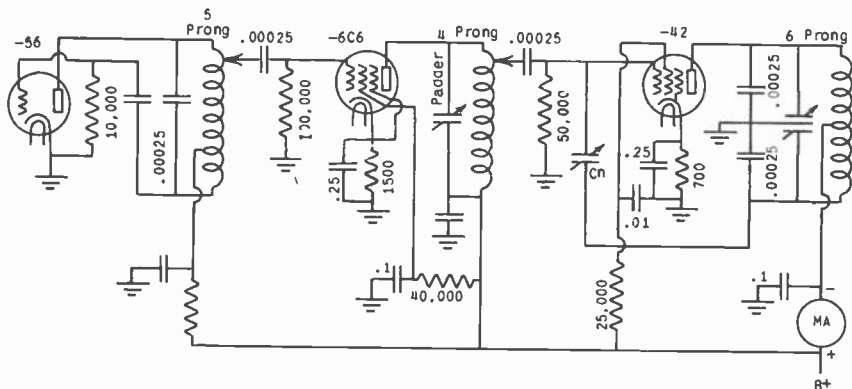 5
Prong
-56
10,000
.00025
.00025
100,000
-6C6
.25
1500
4
Prong
Padder
.1
40,000
.00025
50,000
Cn
-42
.25
700
.01
25,000
6 Prong
.00025
.00025
.1
-
MA
+
B+